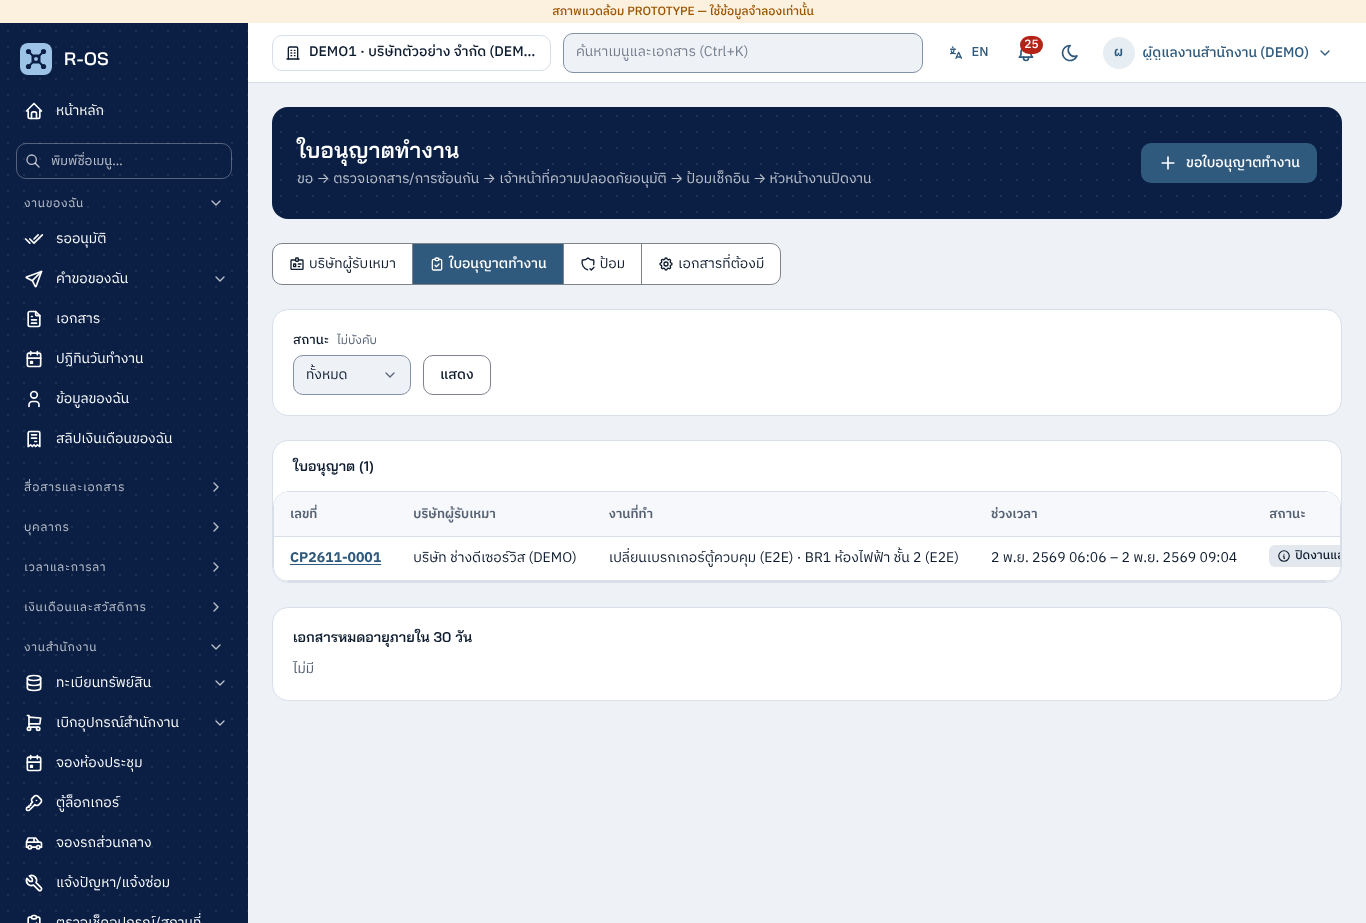 สภาพแวดล้อม PROTOTYPE — ใช้ข้อมูลจำลองเท่านั้น
R-OS
DEMO1 · บริษัทตัวอย่าง จำกัด (DEM...
ค้นหาเมนูและเอกสาร (Ctrl+K)
EN
25
ผ
ผู้ดูแลงานสำนักงาน (DEMO)
หน้าหลัก
พิมพ์ชื่อเมนู...
งานของฉัน
รออนุมัติ
คำขอของฉัน
เอกสาร
ปฏิทินวันทำงาน
ข้อมูลของฉัน
สลิปเงินเดือนของฉัน
สื่อสารและเอกสาร
บุคลากร
เวลาและการลา
เงินเดือนและสวัสดิการ
งานสำนักงาน
ทะเบียนทรัพย์สิน
เบิกอุปกรณ์สำนักงาน
จองห้องประชุม
ตู้ล็อกเกอร์
จองรถส่วนกลาง
แจ้งปัญหา/แจ้งซ่อม
ตรวจเช็คอุปกรณ์/สถานที่
ใบอนุญาตทำงาน
ขอ → ตรวจเอกสาร/การซ้อนกัน → เจ้าหน้าที่ความปลอดภัยอนุมัติ → ป้อมเช็กอิน → หัวหน้างานปิดงาน
ขอใบอนุญาตทำงาน
บริษัทผู้รับเหมา
ใบอนุญาตทำงาน
ป้อม
เอกสารที่ต้องมี
สถานะ ไม่บังคับ
ทั้งหมด
แสดง
ใบอนุญาต (1)
เลขที่ บริษัทผู้รับเหมา งานที่ทำ ช่วงเวลา สถานะ
CP2611-0001 บริษัท ช่างดีเซอร์วิส (DEMO) เปลี่ยนเบรกเกอร์ตู้ควบคุม (E2E) · BR1 ห้องไฟฟ้า ชั้น 2 (E2E) 2 พ.ย. 2569 06:06 – 2 พ.ย. 2569 09:04 ปิดงานแล
เอกสารหมดอายุภายใน 30 วัน
ไม่มี